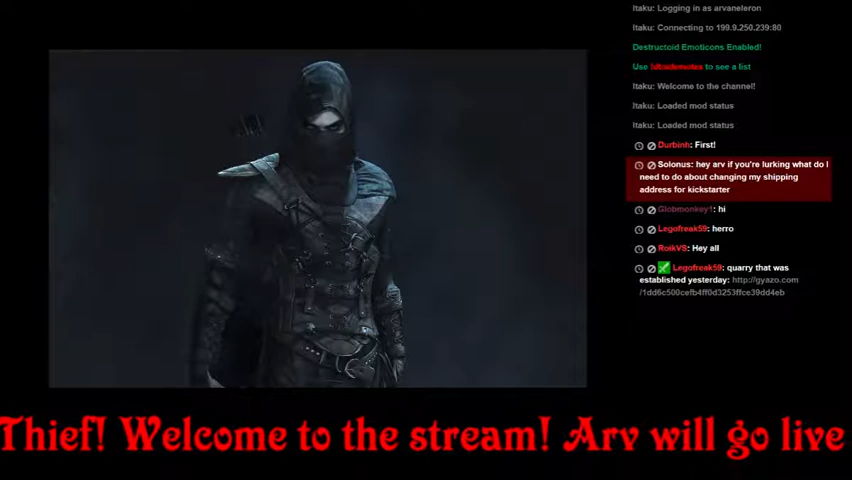 Itaku: Logging in as arvaneleron
Itaku: Connecting to 199.9.250.239:80
Destructoid Emoticons Enabled!
Use to see a list
Itaku: Welcome to the channel!
Itaku: Loaded mod status
Itaku: Loaded mod status
Durbinh: First!
Solonus: hey arv if you're lurking what do I
need to do about changing my shipping
address for kickstarter
Globmonkey1: hi
Legofreak59: herro
RoikVS: Hey all
Legofreak59: quarry that was
established yesterday: http://gyazo.com
/1dd6c500cefb4ff0d3253ffce39dd4eb
Thief! Welcome to the stream! Arv will go live